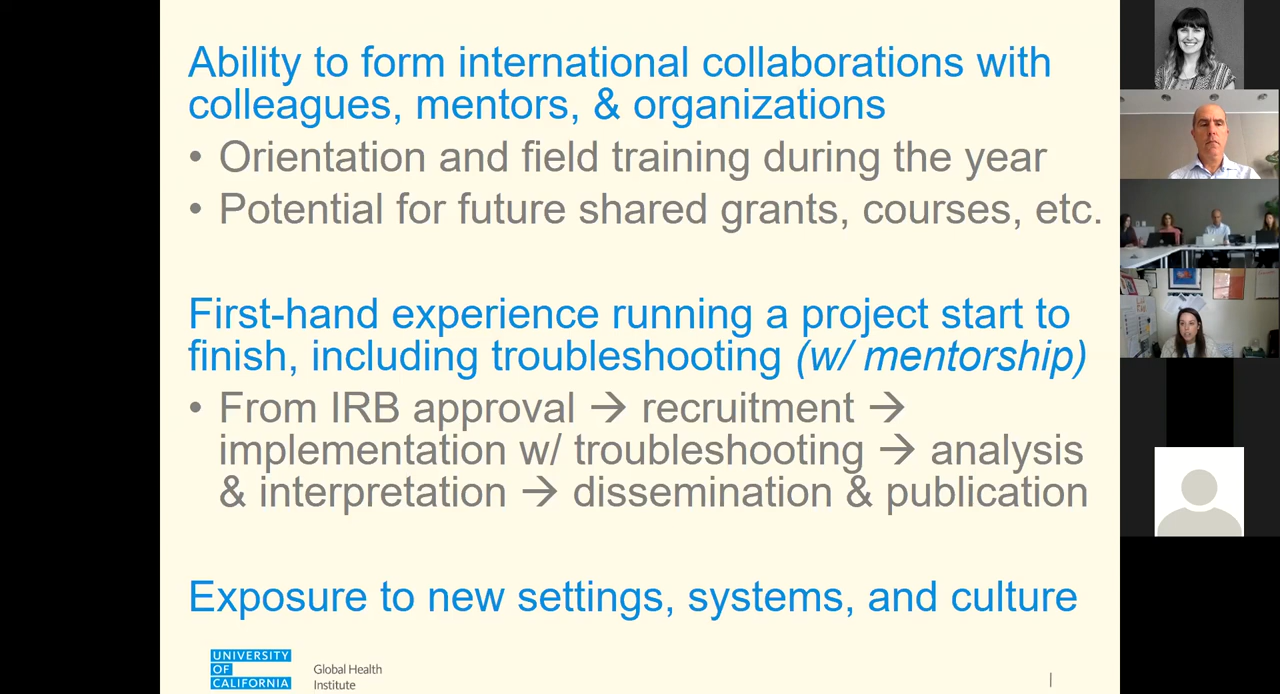 Ability to form international collaborations with
colleagues, mentors, & organizations
• Orientation and field training during the year
• Potential for future shared grants, courses, etc.
First-hand experience running a project start to
finish, including troubleshooting (w/ mentorship)
• From IRB approval → recruitment →
implementation w/ troubleshooting → analysis
& interpretation → dissemination & publication
Exposure to new settings, systems, and culture
UNIVERSITY
OF
CALIFORNIA
Global Health
Institute
|